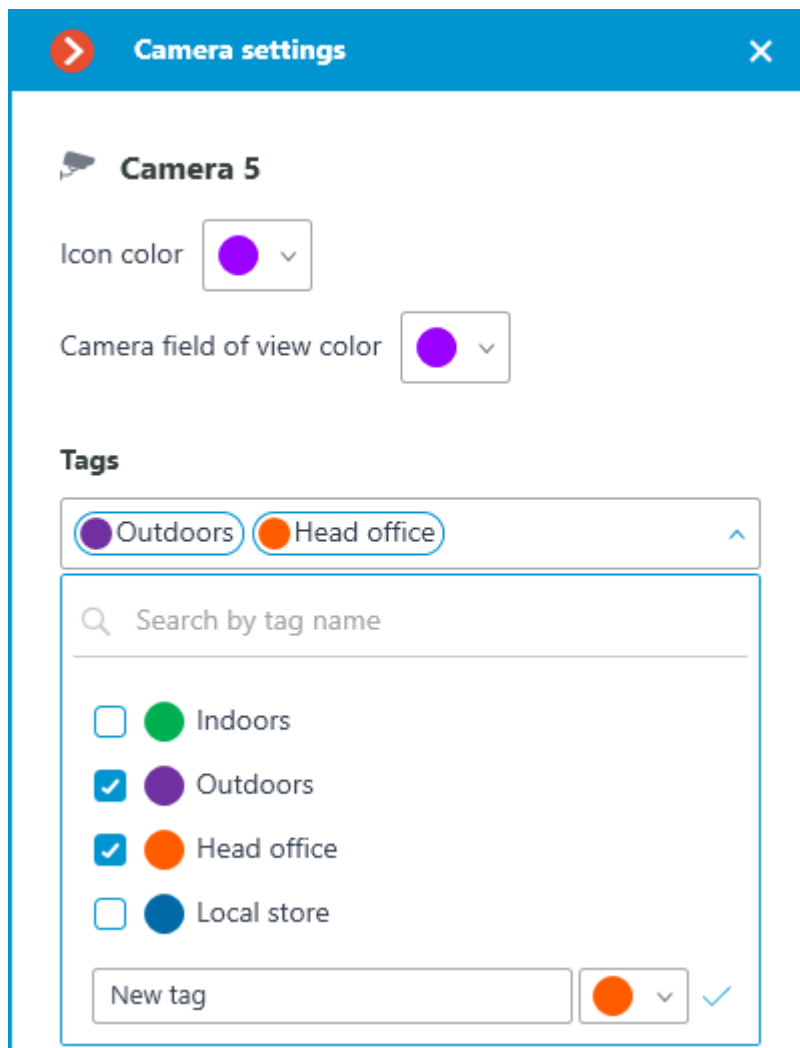 Camera settings
Camera 5
Icon color
Camera field of view color
Tags
Outdoors Head office
Search by tag name
Indoors
Outdoors
Head office
Local store
New tag